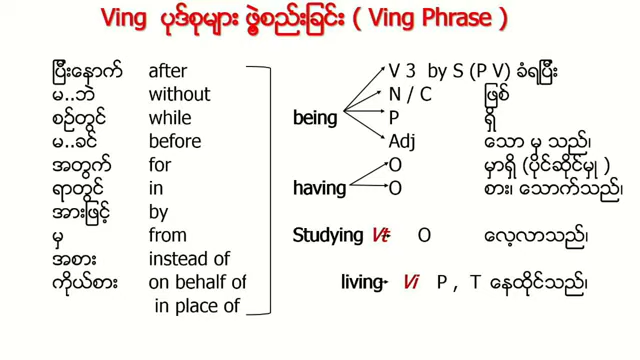 Ving ပုဒ်စုများ ဖွဲ့စည်းခြင်း ( Ving Phrase )
ပြီးနောက် after
မ..ဘဲ without
စဉ်တွင် while
မ..ခင် before
အတွက် for
ရာတွင် in
အားဖြင့် by
မှ from
အစား instead of
ကိုယ်စား on behalf of
in place of
being
V 3 by S (P V) ခံရပြီး
N / C ဖြစ်
P ရှိ
Adj သော မှ သည်၊
having
O မှာရှိ (ပိုင်ဆိုင်မှု )
O စား၊ သောက်သည်၊
Studying Vt O လေ့လာသည်၊
living Vi P , T နေထိုင်သည်၊